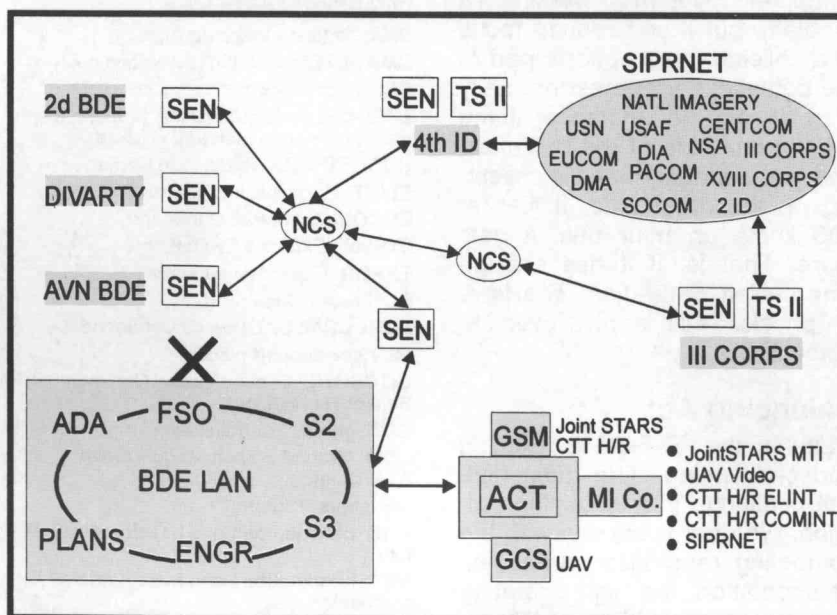 SIPRNET
NATL IMAGERY
USN USAF CENTCOM
EUCOM DIA NSA III CORPS
DMA PACOM XVIII CORPS
SOCOM 2 ID
2d BDE SEN
SEN TS II
4th ID
DIVARTY SEN
NCS
NCS
AVN BDE SEN
SEN
SEN TS II
III CORPS
X
ADA FSO S2
BDE LAN
PLANS ENGR S3
GSM Joint STARS
CTT H/R
ACT MI Co.
GCS UAV
JointSTARS MTI
UAV Video
CTT H/R ELINT
CTT H/R COMINT
SIPRNET